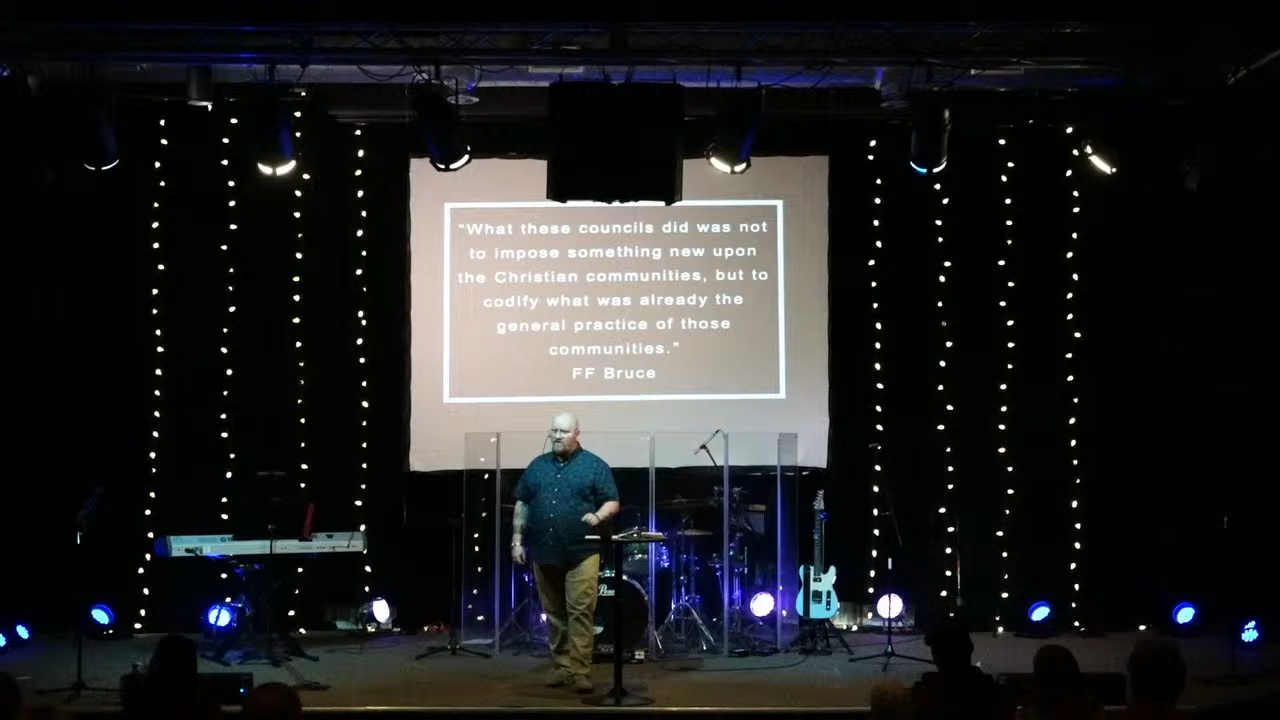 "What these councils did was not
to impose something new upon
the Christian communities, but to
codify what was already the
general practice of those
communities."
FF Bruce